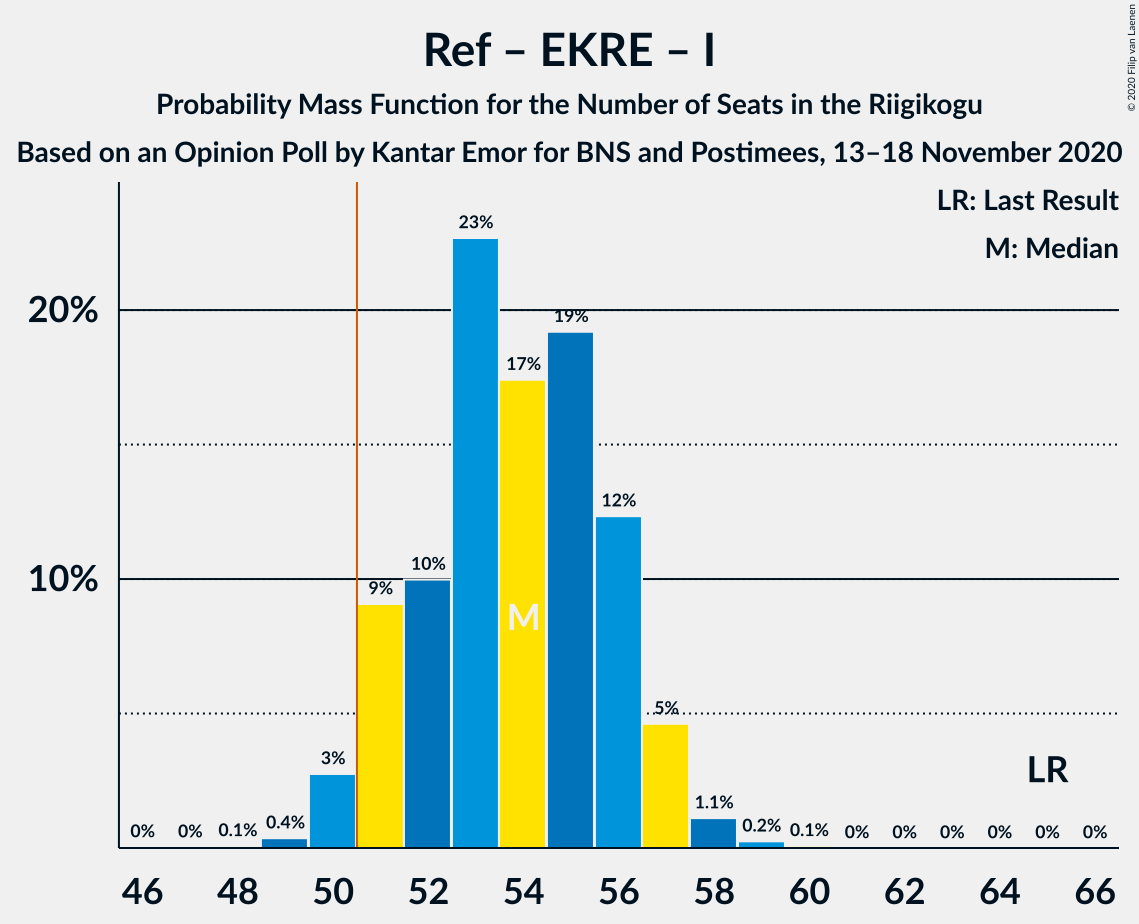 Ref – EKRE – I
Probability Mass Function for the Number of Seats in the Riigikogu
Based on an Opinion Poll by Kantar Emor for BNS and Postimees, 13–18 November 2020
© 2020 Filip van Laenen
LR: Last Result
M: Median
23%
20%
19%
17%
12%
10%
10%
9%
M
5%
3%
LR
1.1%
0% 0% 0.1% 0.4% 0.2% 0.1% 0% 0% 0% 0% 0% 0%
46 48 50 52 54 56 58 60 62 64 66